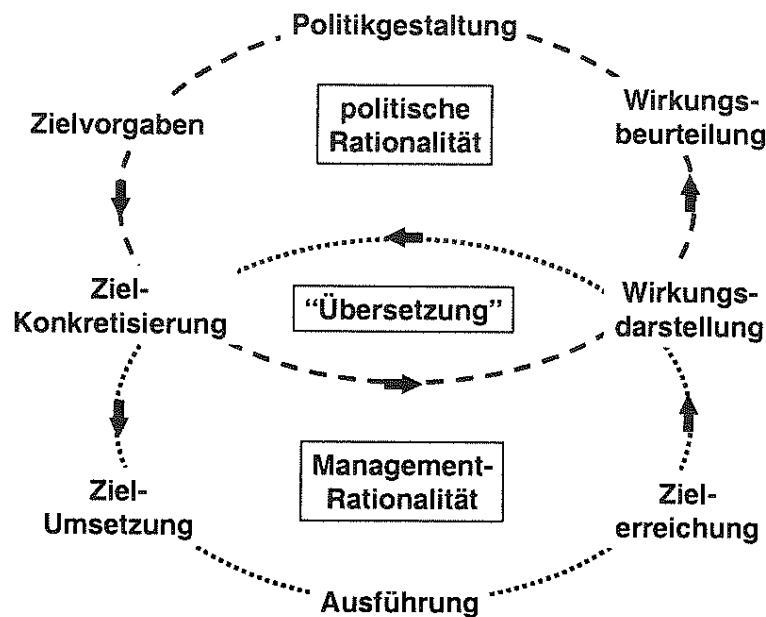 Politikgestaltung
Zielvorgaben
politische
Rationalität
Wirkungs-
beurteilung
Ziel-
Konkretisierung
“Übersetzung”
Wirkungs-
darstellung
Ziel-
Umsetzung
Management-
Rationalität
Ziel-
erreichung
Ausführung